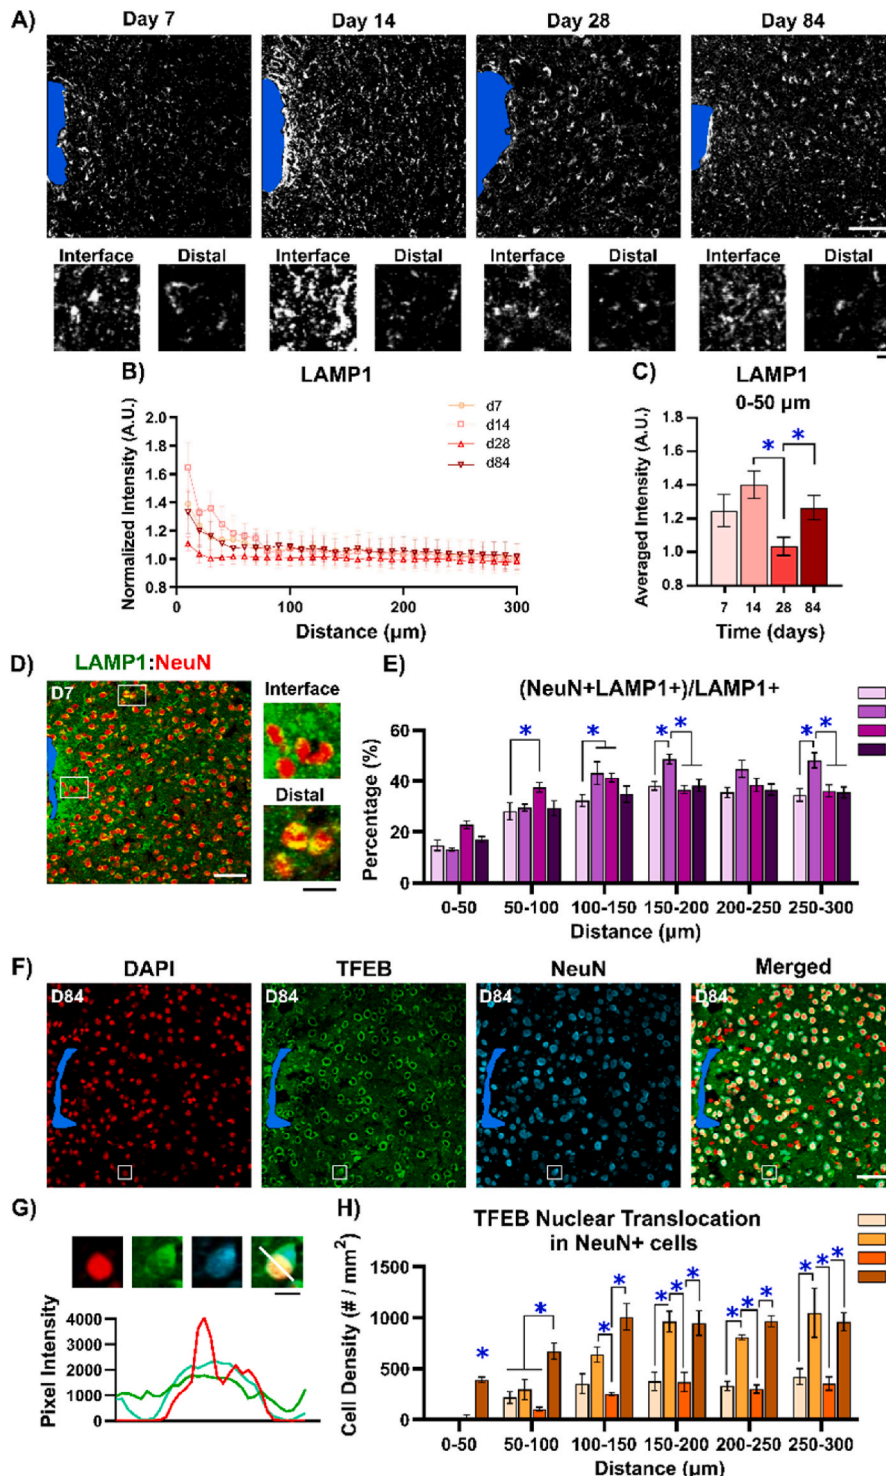 A)
Day 7
Day 14
Day 28
Day 84
Interface
Distal
Interface
Distal
Interface
Distal
Interface
Distal
B)
LAMP1
Normalized Intensity (A.U.)
2.0
1.8
1.6
1.4
1.2
1.0
0.8
0
100
200
300
Distance (µm)
d7
d14
d28
d84
C)
LAMP1
0-50 µm
Averaged Intensity (A.U.)
1.8
1.6
1.4
1.2
1.0
0.8
*
*
7
14
28
84
Time (days)
D)
LAMP1:NeuN
D7
Interface
Distal
E)
(NeuN+LAMP1+)/LAMP1+
Percentage (%)
60
40
20
0
*
*
*
*
*
*
0-50
50-100
100-150
150-200
200-250
250-300
Distance (µm)
F)
DAPI
TFEB
NeuN
Merged
D84
D84
D84
D84
G)
Pixel Intensity
4000
3000
2000
1000
0
H)
TFEB Nuclear Translocation
in NeuN+ cells
Cell Density (# / mm²)
1500
1000
500
0
*
*
*
*
*
*
*
*
*
*
*
*
*
0-50
50-100
100-150
150-200
200-250
250-300
Distance (µm)